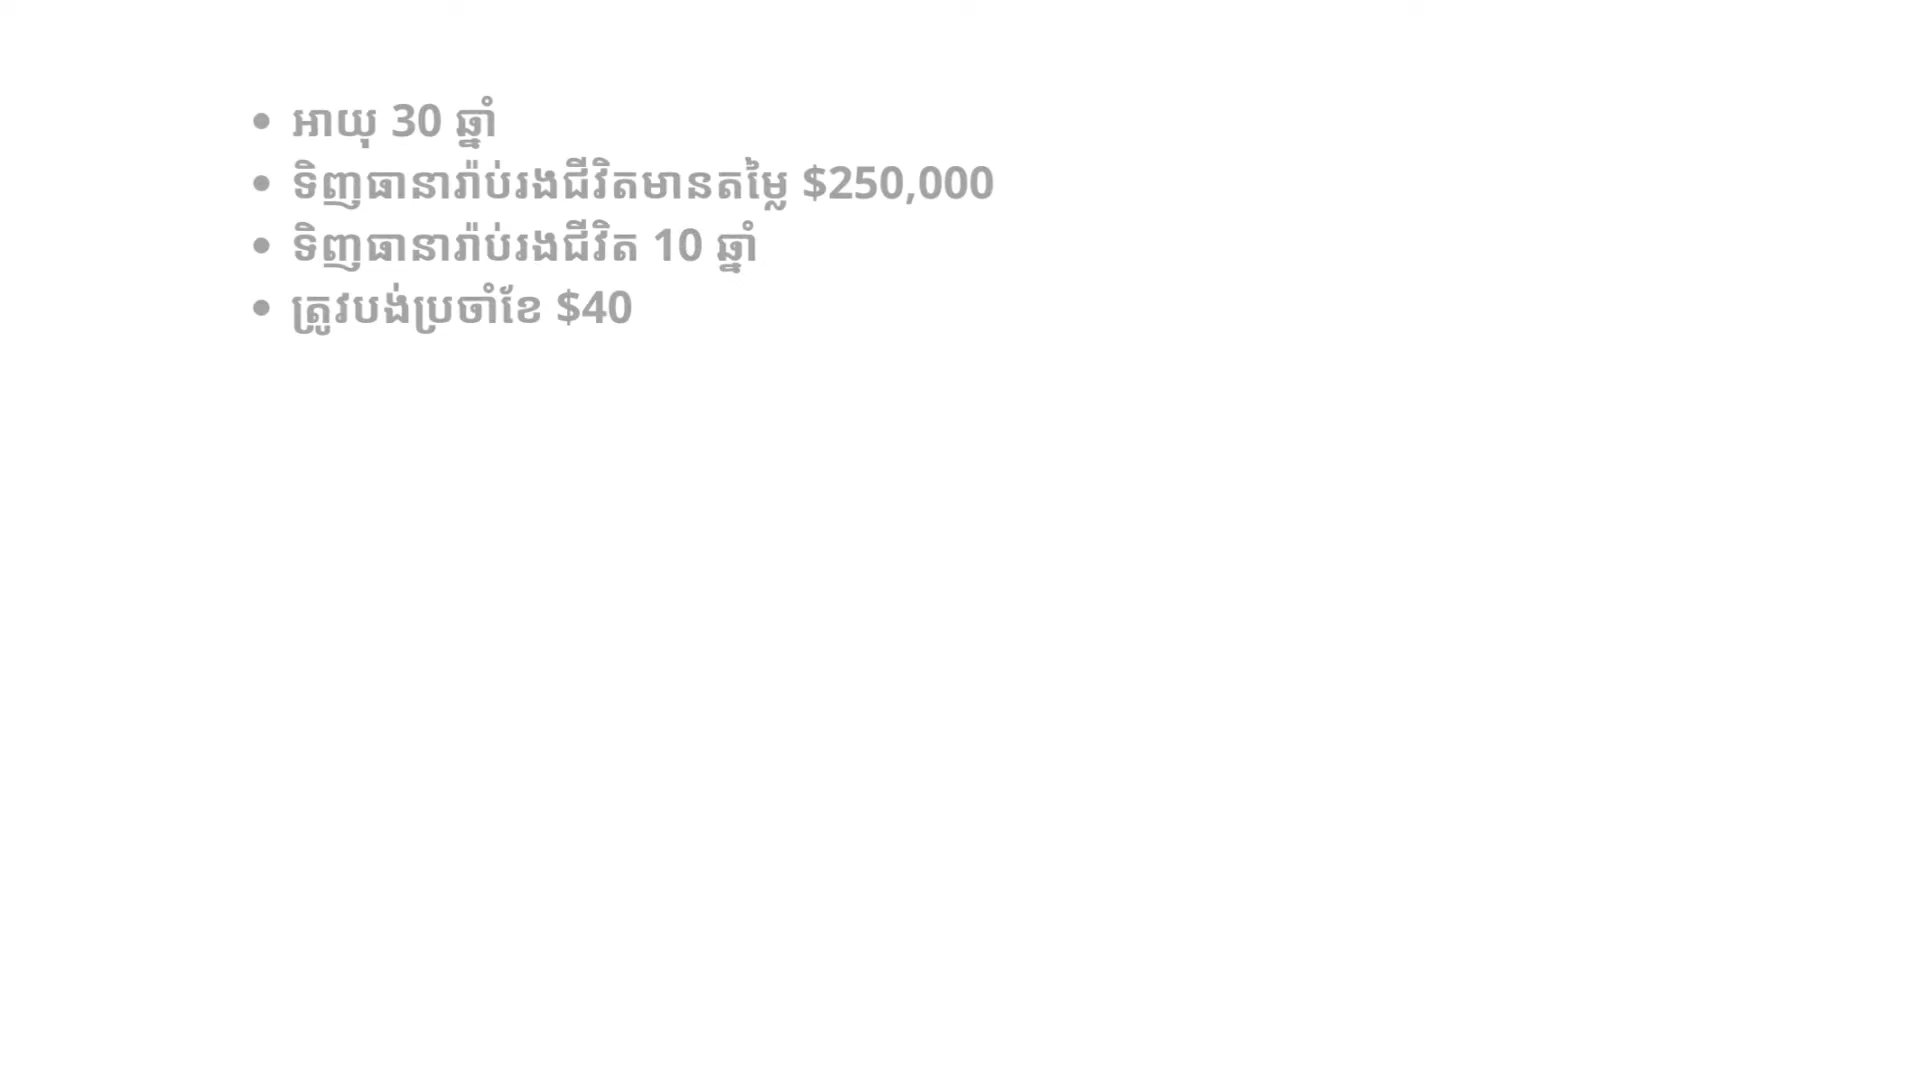 • អាយុ 30 ឆ្នាំ
• ទិញធានារ៉ាប់រងជីវិតមានតម្លៃ $250,000
• ទិញធានារ៉ាប់រងជីវិត 10 ឆ្នាំ
• ត្រូវបង់ប្រចាំខែ $40